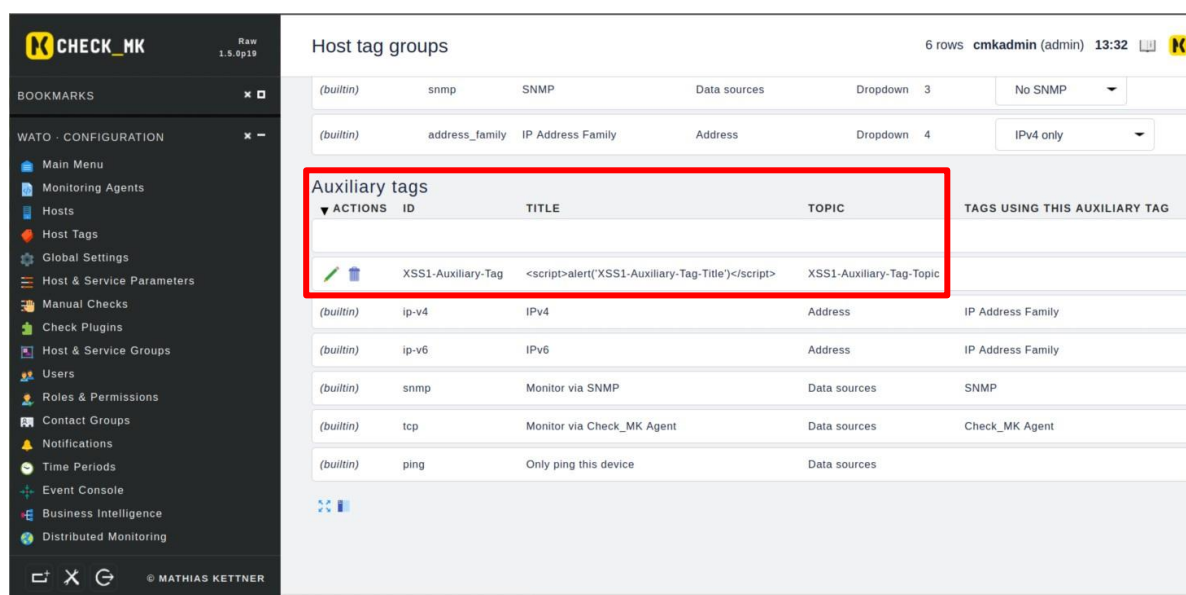 CHECK_MK
Raw
1.5.0p19
BOOKMARKS
WATO · CONFIGURATION
Main Menu
Monitoring Agents
Hosts
Host Tags
Global Settings
Host & Service Parameters
Manual Checks
Check Plugins
Host & Service Groups
Users
Roles & Permissions
Contact Groups
Notifications
Time Periods
Event Console
Business Intelligence
Distributed Monitoring
© MATHIAS KETTNER
Host tag groups 6 rows cmkadmin (admin) 13:32
(builtin) snmp SNMP Data sources Dropdown 3 No SNMP
(builtin) address_family IP Address Family Address Dropdown 4 IPv4 only
Auxiliary tags
ACTIONS ID TITLE TOPIC TAGS USING THIS AUXILIARY TAG
XSS1-Auxiliary-Tag <script>alert('XSS1-Auxiliary-Tag-Title')</script> XSS1-Auxiliary-Tag-Topic
(builtin) ip-v4 IPv4 Address IP Address Family
(builtin) ip-v6 IPv6 Address IP Address Family
(builtin) snmp Monitor via SNMP Data sources SNMP
(builtin) tcp Monitor via Check_MK Agent Data sources Check_MK Agent
(builtin) ping Only ping this device Data sources